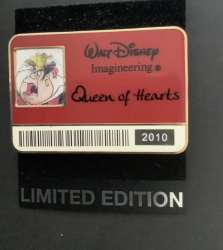 WALT DISNEY
Imagineering ®
Queen of Hearts
2010
LIMITED EDITION